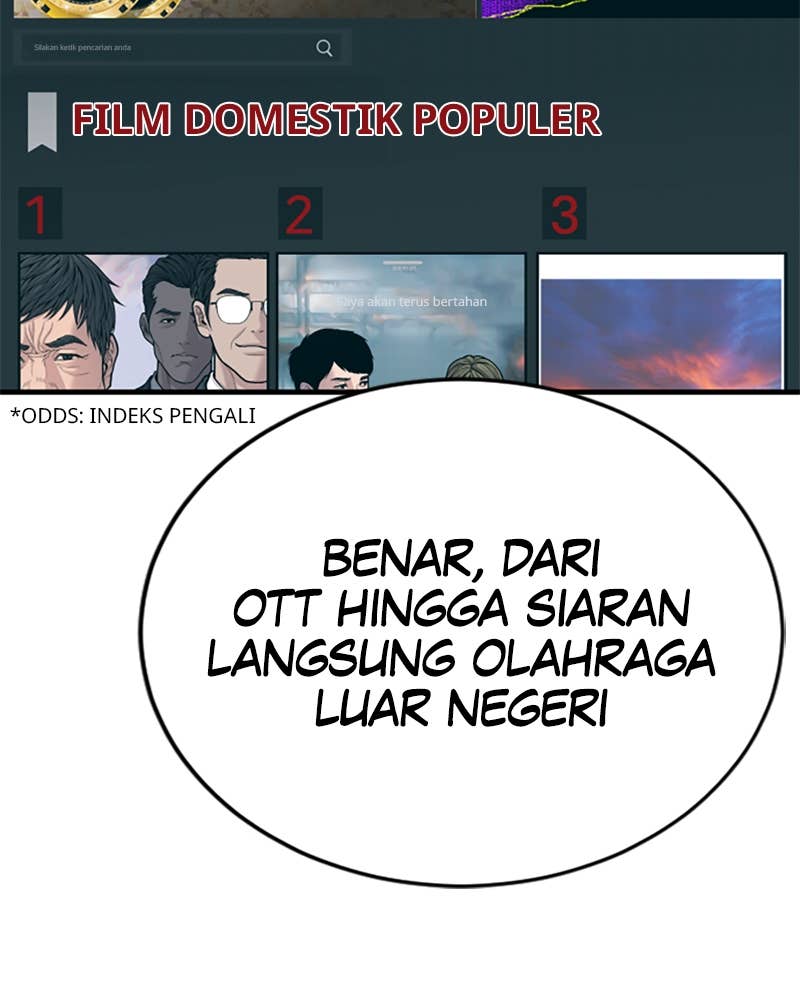 Silakan ketik pencarian anda
FILM DOMESTIK POPULER
1
2
3
Saya akan terus bertahan
*ODDS: INDEKS PENGALI
BENAR, DARI
OTT HINGGA SIARAN
LANGSUNG OLAHRAGA
LUAR NEGERI